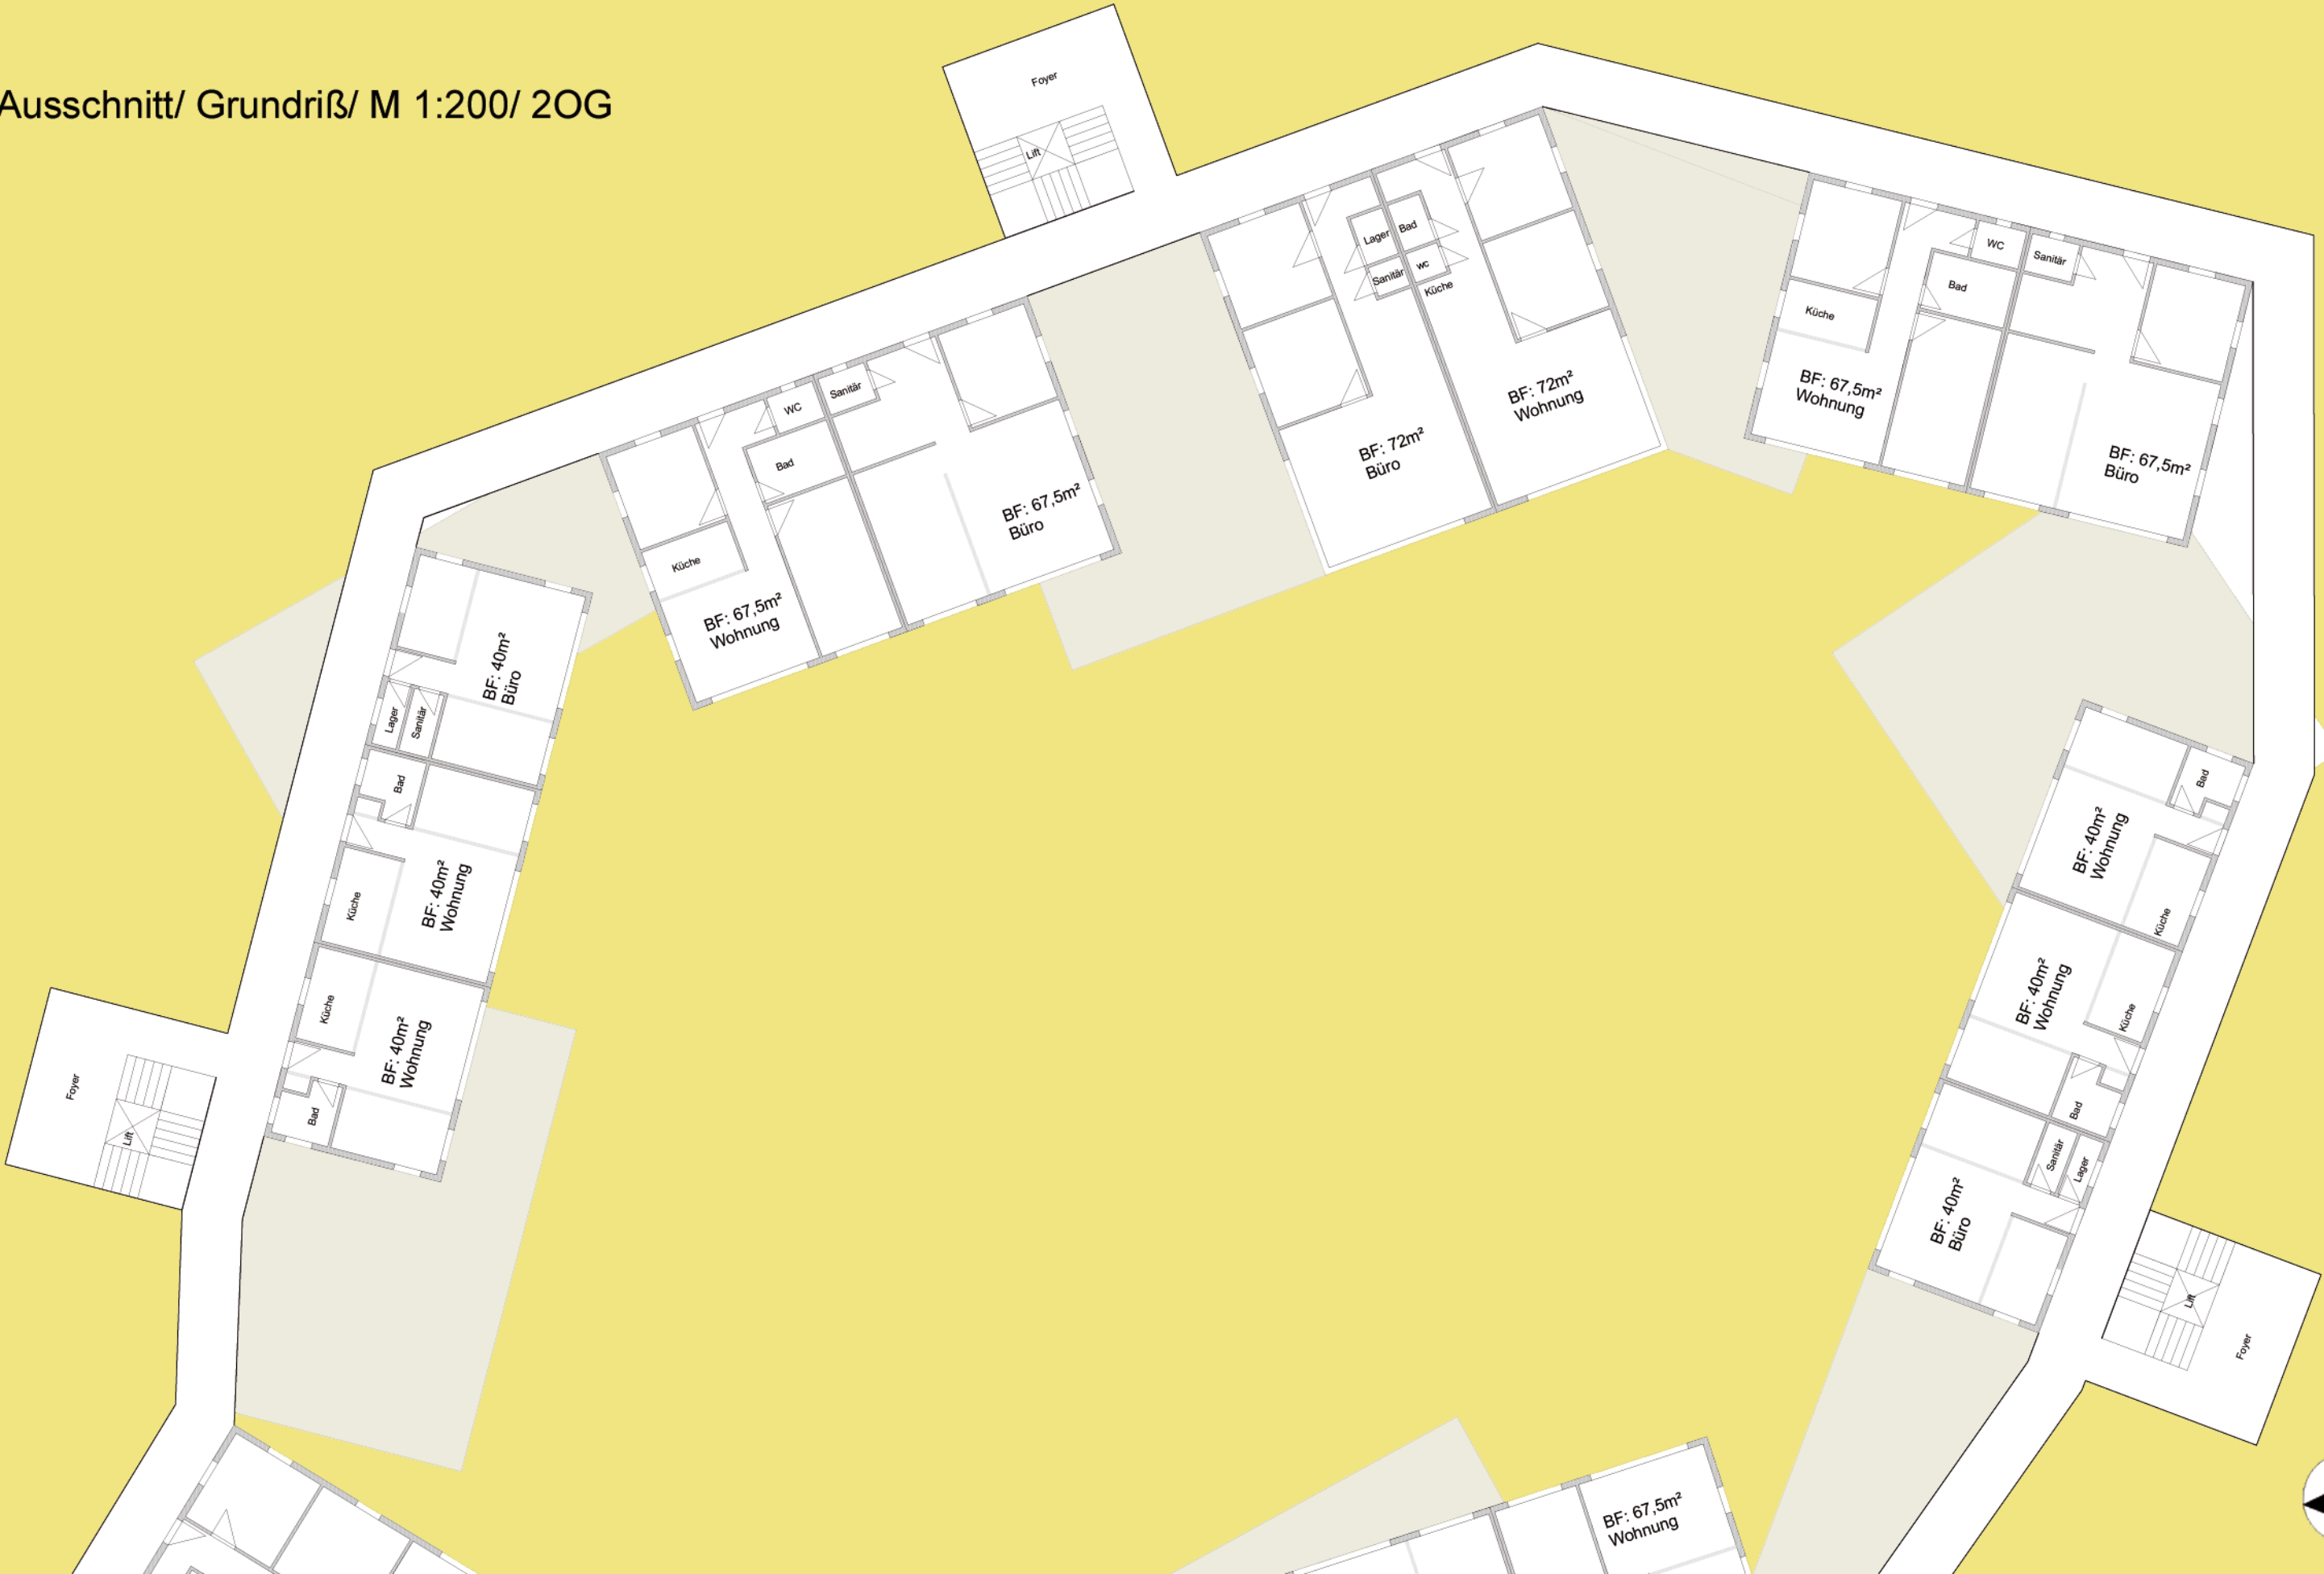 Ausschnitt/ Grundriß/ M 1:200/ 2OG
Foyer
Lift
Lager
Bad
Sanitär
wc
Küche
BF: 72m²
Büro
BF: 72m²
Wohnung
WC
Sanitär
Bad
Küche
BF: 67,5m²
Wohnung
BF: 67,5m²
Büro
WC
Sanitär
Bad
Küche
BF: 67,5m²
Wohnung
BF: 67,5m²
Büro
BF: 40m²
Büro
Lager
Sanitär
Bad
BF: 40m²
Wohnung
Küche
Küche
BF: 40m²
Wohnung
Bad
Foyer
Lift
Bad
BF: 40m²
Wohnung
Küche
BF: 40m²
Wohnung
Küche
Bad
Sanitär
Lager
BF: 40m²
Büro
Lift
Foyer
BF: 67,5m²
Wohnung